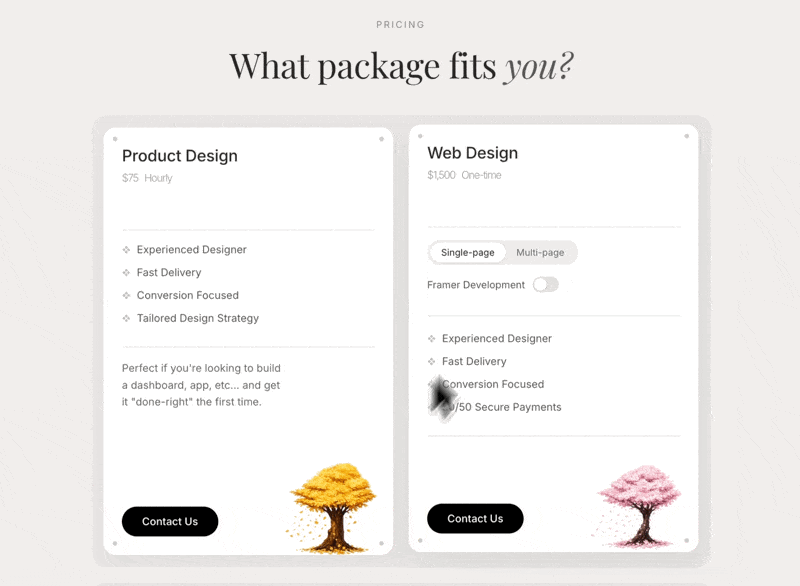 PRICING
What package fits you?
Product Design
$75 Hourly
Experienced Designer
Fast Delivery
Conversion Focused
Tailored Design Strategy
Perfect if you're looking to build
a dashboard, app, etc... and get
it "done-right" the first time.
Contact Us
Web Design
$1,500 One-time
Single-page Multi-page
Framer Development
Experienced Designer
Fast Delivery
Conversion Focused
/50 Secure Payments
Contact Us